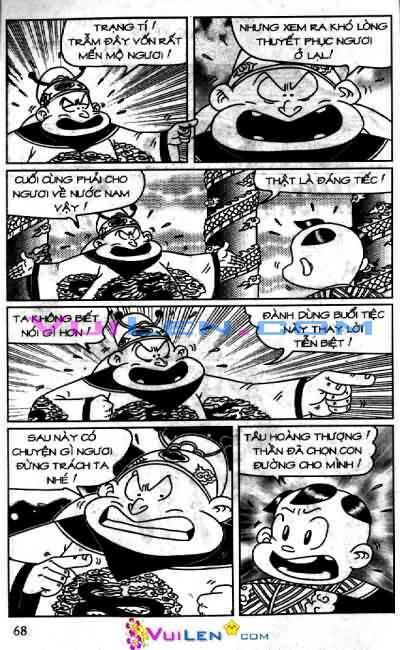 TRẠNG TÍ!
TRẪM ĐÂY VỐN RẤT
MẾN MỘ NGƯƠI!
NHƯNG XEM RA KHÓ LÒNG
THUYẾT PHỤC NGƯƠI
Ở LẠI!
CUỐI CÙNG PHẢI CHO
NGƯƠI VỀ NƯỚC NAM
VẬY!
THẬT LÀ ĐÁNG TIẾC!
TA KHÔNG BIẾT
NÓI GÌ HƠN!
ĐÀNH DÙNG BUỔI TIỆC
NÀY THAY LỜI
TIỄN BIỆT!
VUILEN.COM
SAU NÀY CÓ
CHUYỆN GÌ NGƯƠI
ĐỪNG TRÁCH TA
NHÉ!
TÂU HOÀNG THƯỢNG!
THẦN ĐÃ CHỌN CON
ĐƯỜNG CHO MÌNH!
68
VUILEN.COM